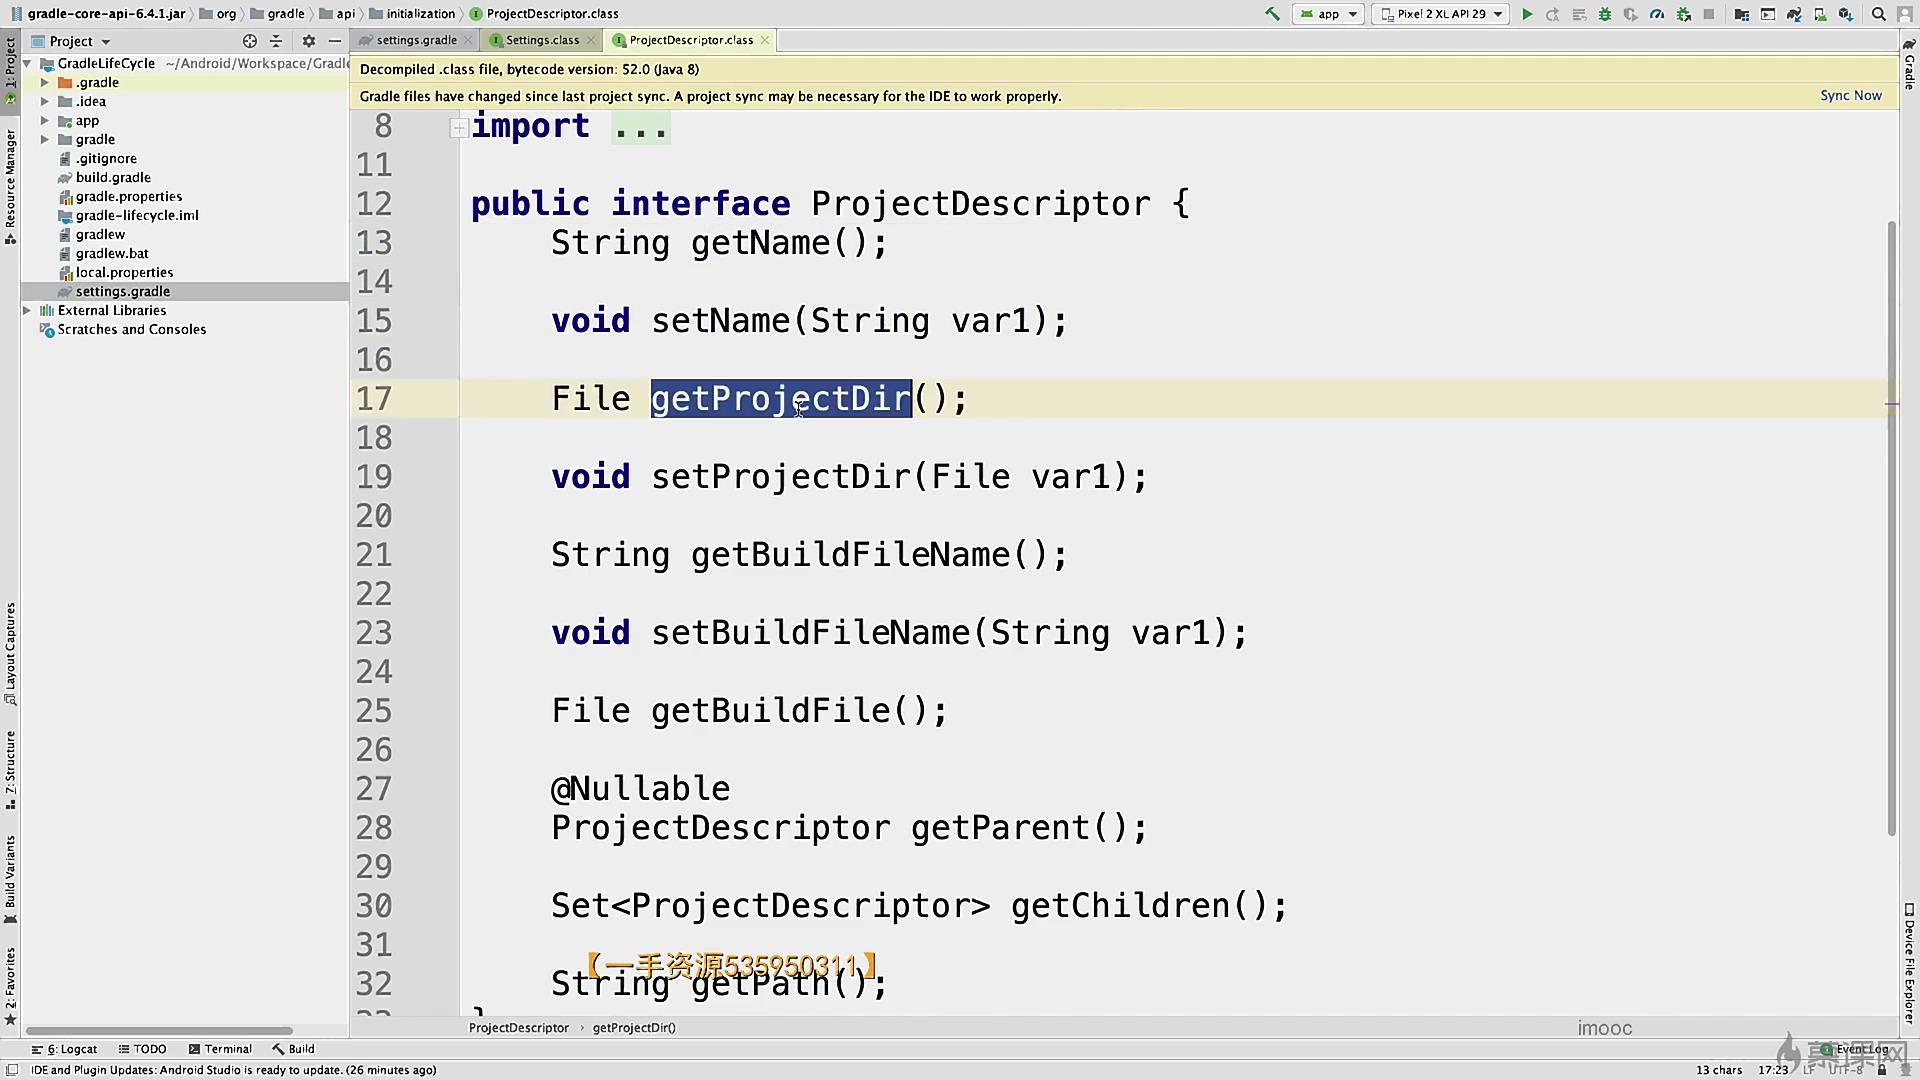 gradle-core-api-6.4.1.jar org gradle api initialization ProjectDescriptor.class app Pixel 2 XL API 29
Project settings.gradle Settings.class ProjectDescriptor.class
1: Project
Resource Manager
Layout Captures
7: Structure
Build Variants
2: Favorites
GradleLifeCycle ~/Android/Workspace/Gradle
.gradle
.idea
app
gradle
.gitignore
build.gradle
gradle.properties
gradle-lifecycle.iml
gradlew
gradlew.bat
local.properties
settings.gradle
External Libraries
Scratches and Consoles
Decompiled .class file, bytecode version: 52.0 (Java 8)
Gradle files have changed since last project sync. A project sync may be necessary for the IDE to work properly. Sync Now
8 import ...
11
12 public interface ProjectDescriptor {
13 String getName();
14
15 void setName(String var1);
16
17 File getProjectDir();
18
19 void setProjectDir(File var1);
20
21 String getBuildFileName();
22
23 void setBuildFileName(String var1);
24
25 File getBuildFile();
26
27 @Nullable
28 ProjectDescriptor getParent();
29
30 Set<ProjectDescriptor> getChildren();
31
【一手资源535950311】
32 String getPath();
33 }
ProjectDescriptor › getProjectDir()
Gradle
Device File Explorer
imooc
慕课网
6: Logcat TODO Terminal Build Event Log
IDE and Plugin Updates: Android Studio is ready to update. (26 minutes ago) 13 chars 17:23 LF UTF-8